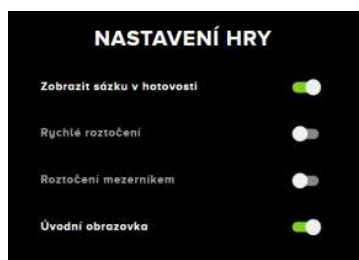 NASTAVENÍ HRY
Zobrazit sázku v hotovosti
Rychlé roztočení
Roztočení mezerníkem
Úvodní obrazovka